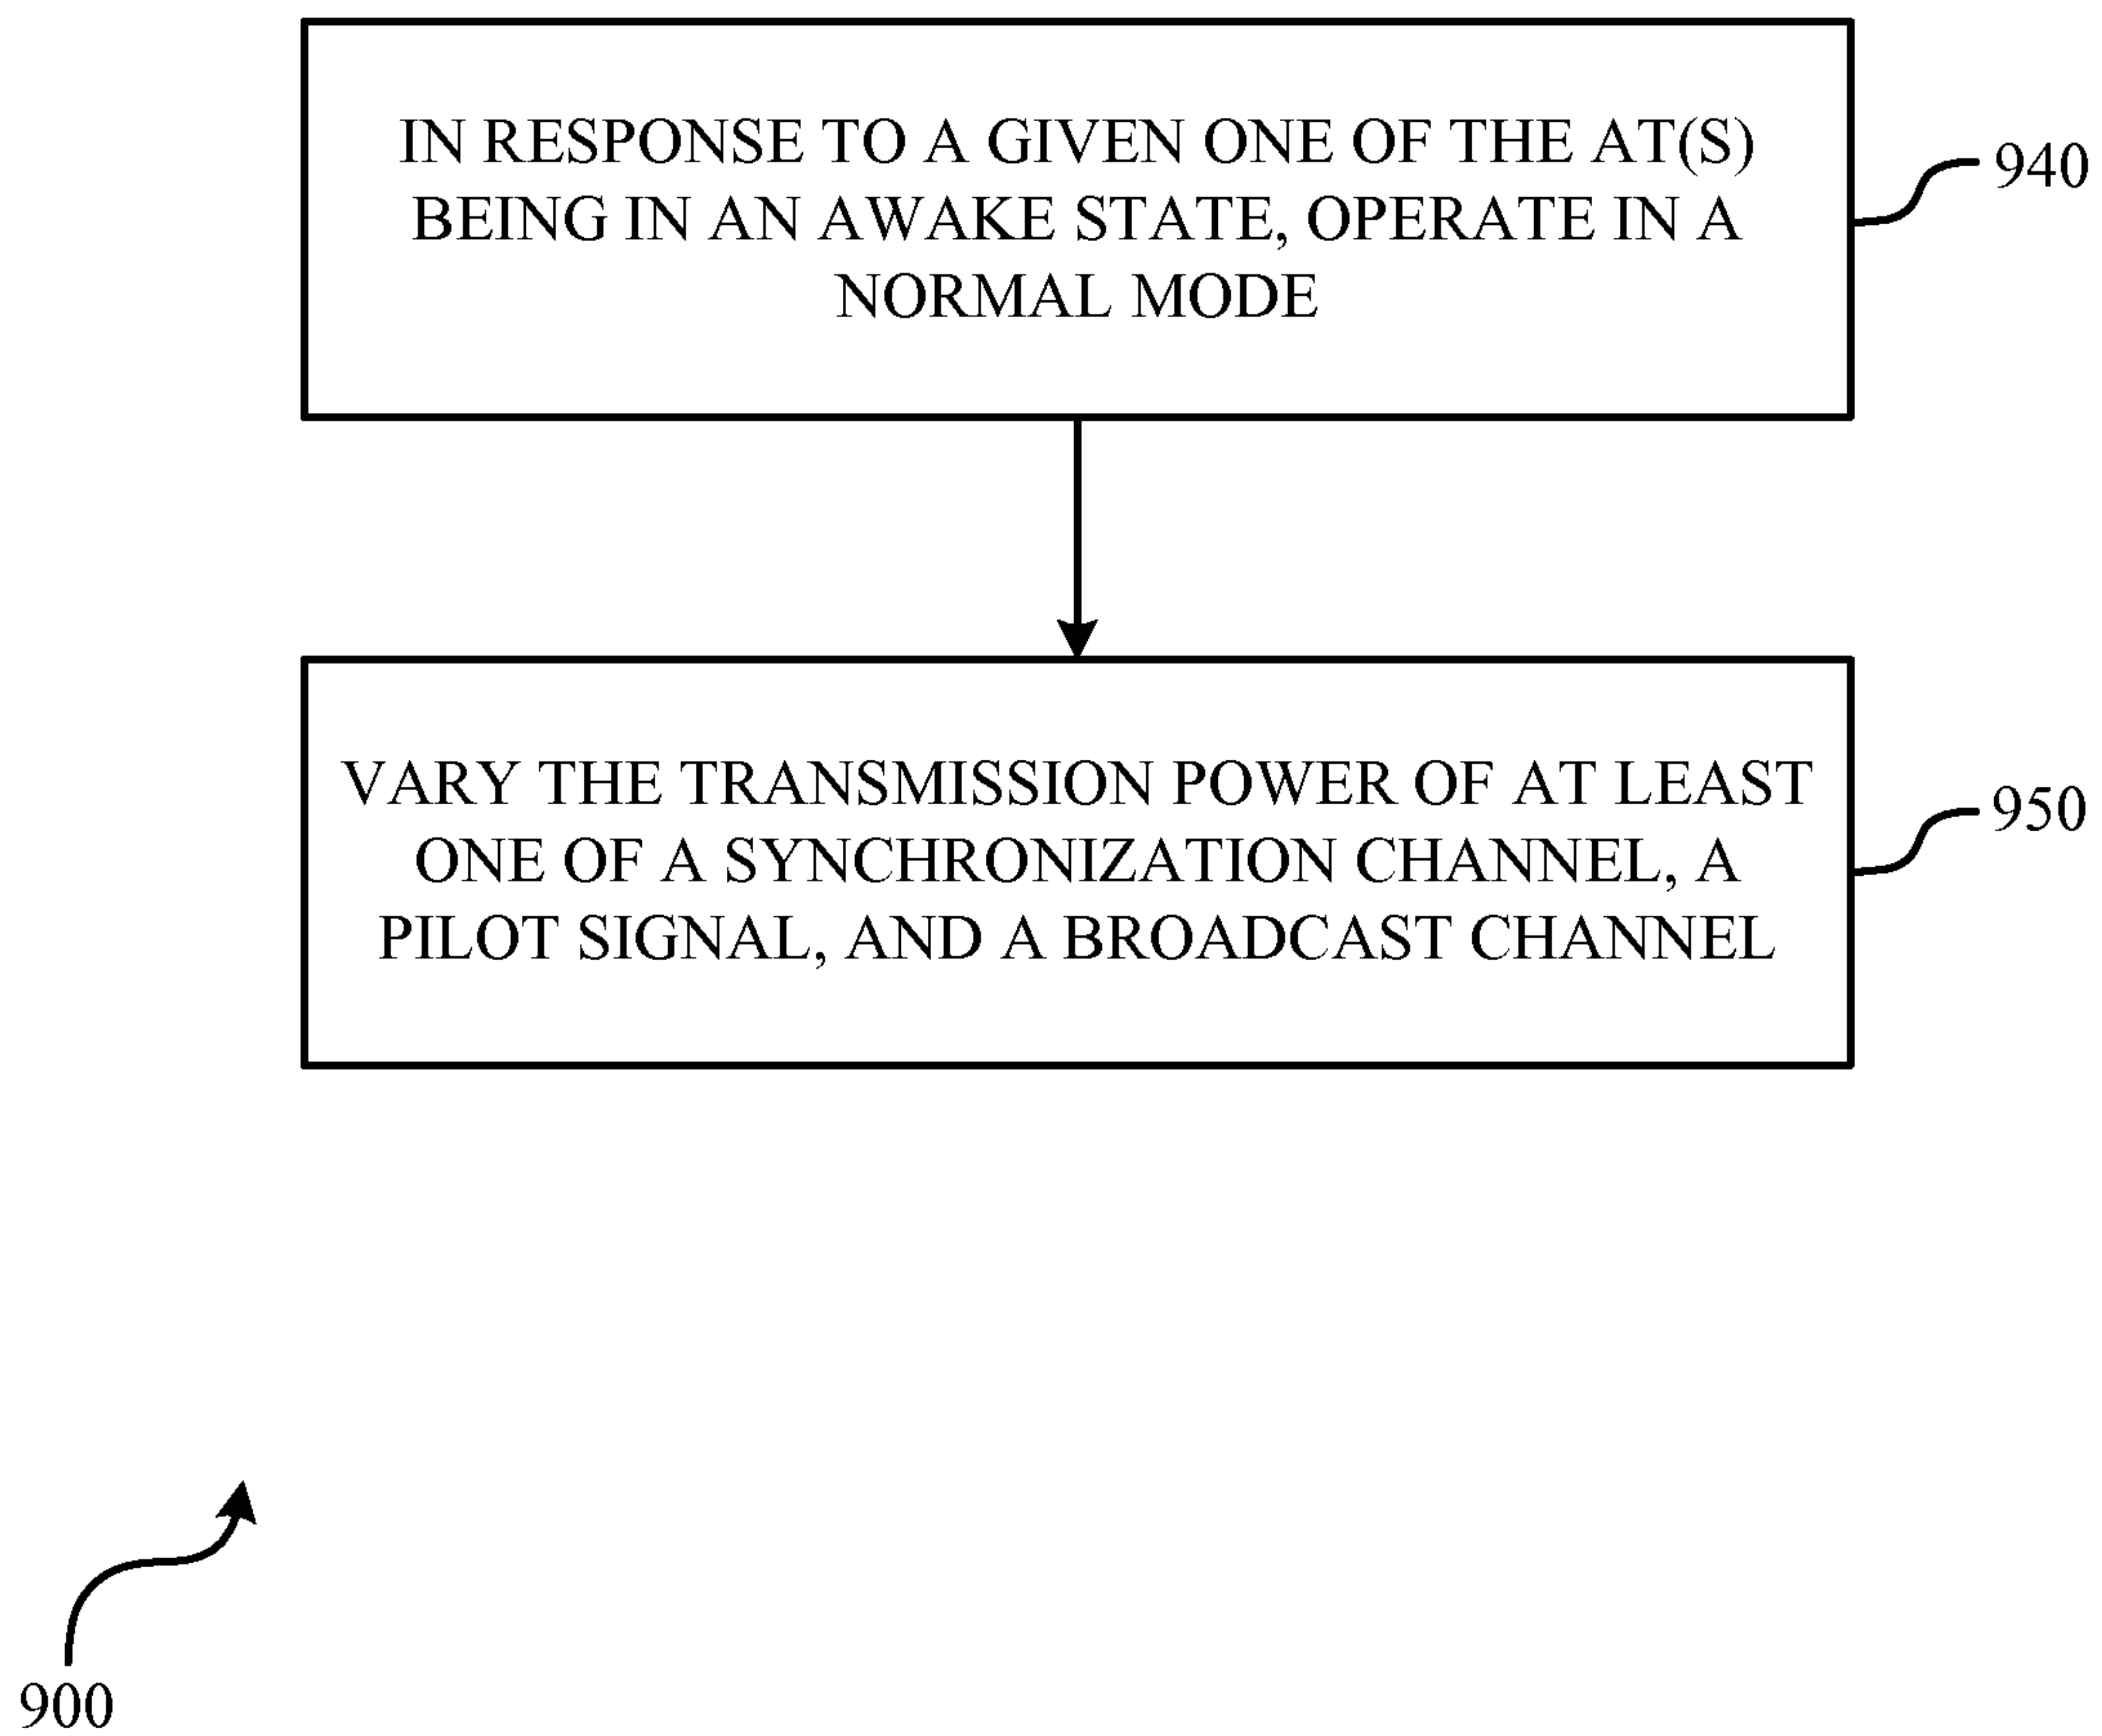 IN RESPONSE TO A GIVEN ONE OF THE AT(S)
BEING IN AN AWAKE STATE, OPERATE IN A
NORMAL MODE
940
VARY THE TRANSMISSION POWER OF AT LEAST
ONE OF A SYNCHRONIZATION CHANNEL, A
PILOT SIGNAL, AND A BROADCAST CHANNEL
950
900